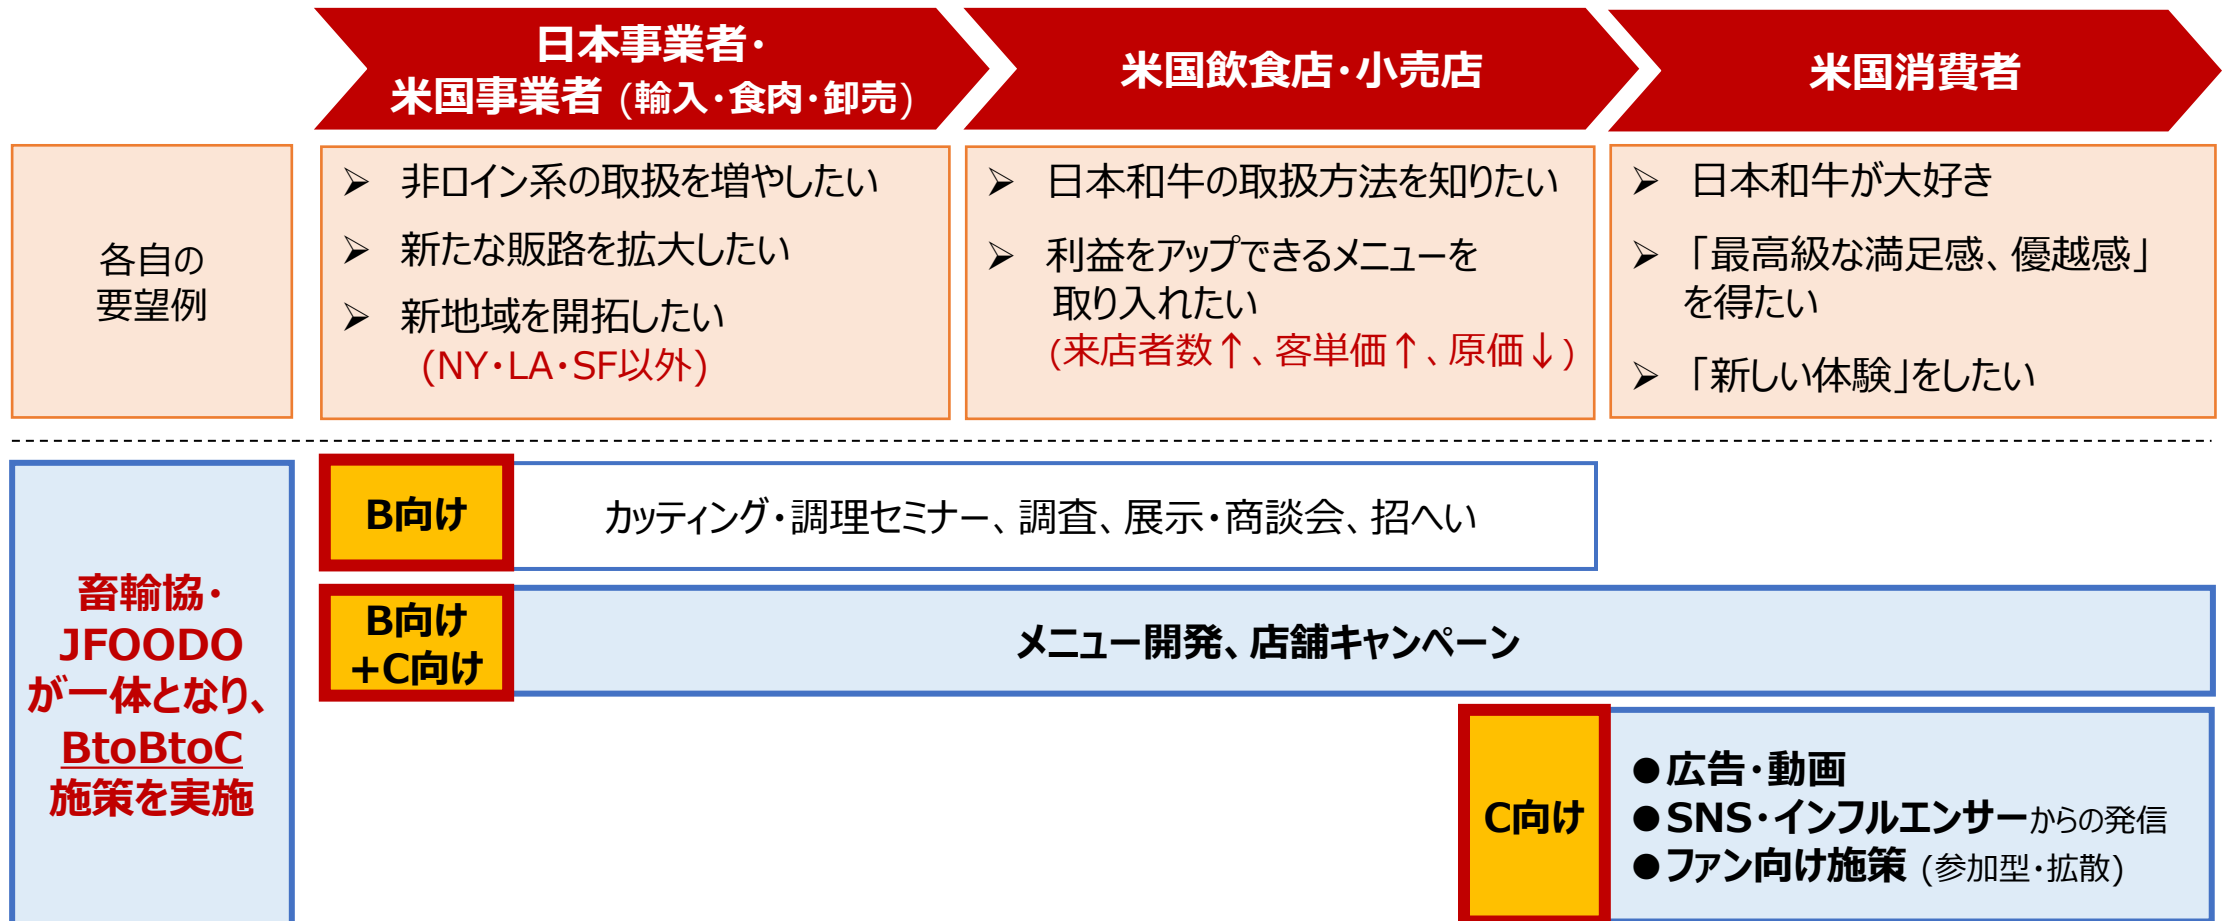 日本事業者・
米国事業者 (輸入・食肉・卸売)
米国飲食店・小売店
米国消費者
各自の
要望例
➢ 非ロイン系の取扱を増やしたい
➢ 新たな販路を拡大したい
➢ 新地域を開拓したい
(NY・LA・SF以外)
➢ 日本和牛の取扱方法を知りたい
➢ 利益をアップできるメニューを
取り入れたい
(来店者数↑、客単価↑、原価↓)
➢ 日本和牛が大好き
➢ 「最高級な満足感、優越感」
を得たい
➢ 「新しい体験」をしたい
畜輸協・
JFOODO
が一体となり、
BtoBtoC
施策を実施
B向け
カッティング・調理セミナー、調査、展示・商談会、招へい
B向け
+C向け
メニュー開発、店舗キャンペーン
C向け
●広告・動画
●SNS・インフルエンサーからの発信
●ファン向け施策 (参加型・拡散)